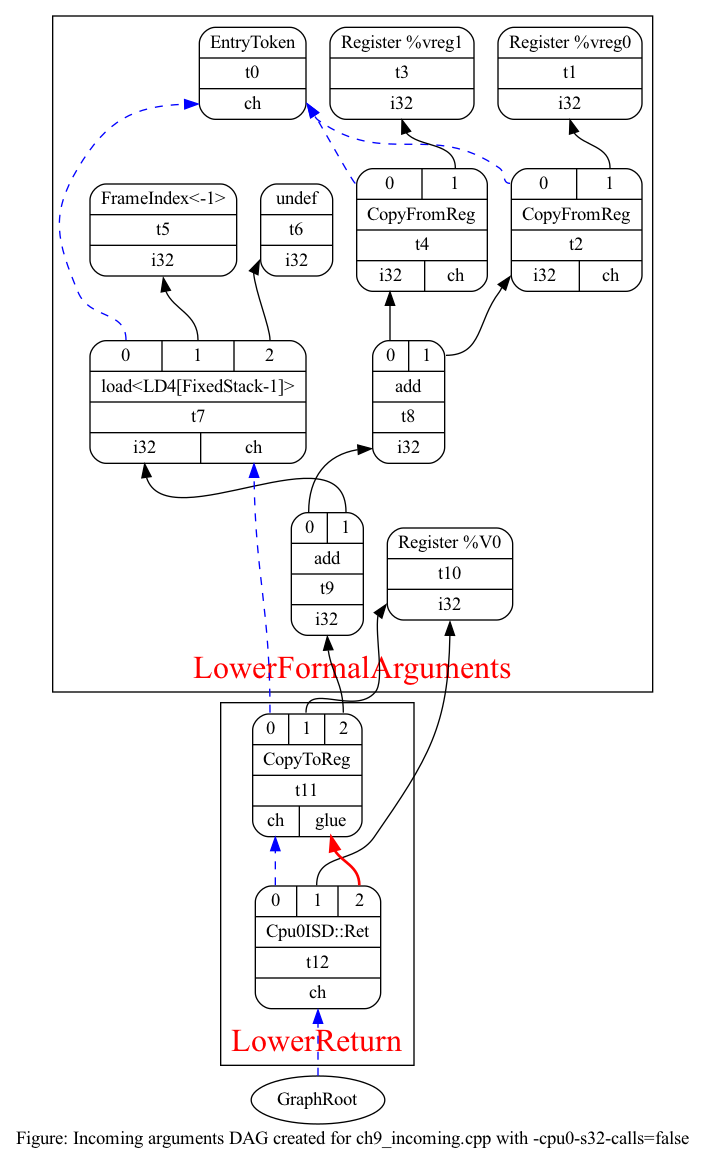 EntryToken
t0
ch
Register %vreg1
t3
i32
Register %vreg0
t1
i32
FrameIndex<-1>
t5
i32
undef
t6
i32
0 1
CopyFromReg
t4
i32 ch
0 1
CopyFromReg
t2
i32 ch
0 1 2
load<LD4[FixedStack-1]>
t7
i32 ch
0 1
add
t8
i32
0 1
add
t9
i32
Register %V0
t10
i32
LowerFormalArguments
0 1 2
CopyToReg
t11
ch glue
0 1 2
Cpu0ISD::Ret
t12
ch
LowerReturn
GraphRoot
Figure: Incoming arguments DAG created for ch9_incoming.cpp with -cpu0-s32-calls=false